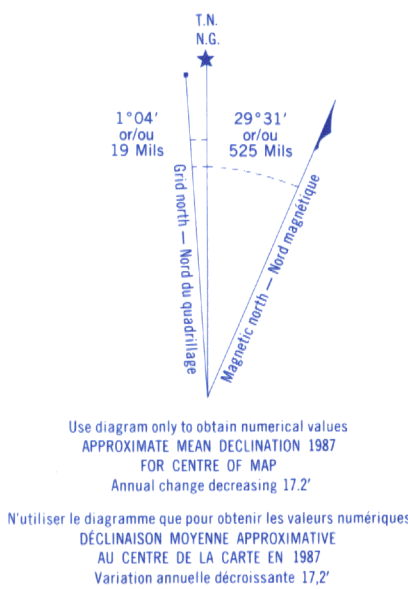 T.N.
N.G.
1°04′
or/ou
19 Mils
29°31′
or/ou
525 Mils
Grid north — Nord du quadrillage
Magnetic north — Nord magnétique
Use diagram only to obtain numerical values
APPROXIMATE MEAN DECLINATION 1987
FOR CENTRE OF MAP
Annual change decreasing 17.2′
N'utiliser le diagramme que pour obtenir les valeurs numériques
DÉCLINAISON MOYENNE APPROXIMATIVE
AU CENTRE DE LA CARTE EN 1987
Variation annuelle décroissante 17,2′